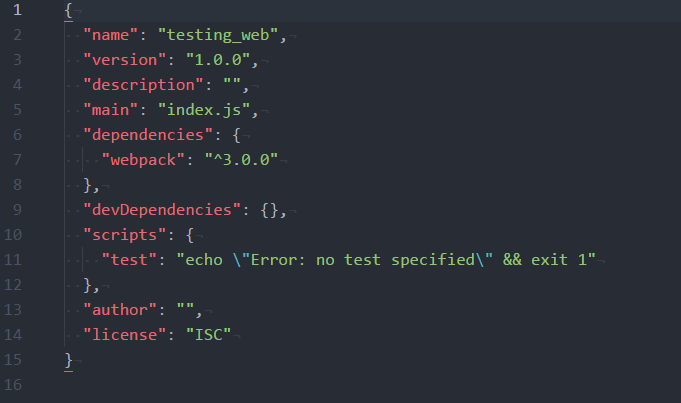 1 {
2   "name": "testing_web",
3   "version": "1.0.0",
4   "description": "",
5   "main": "index.js",
6   "dependencies": {
7     "webpack": "^3.0.0"
8   },
9   "devDependencies": {},
10   "scripts": {
11     "test": "echo \"Error: no test specified\" && exit 1"
12   },
13   "author": "",
14   "license": "ISC"
15 }
16